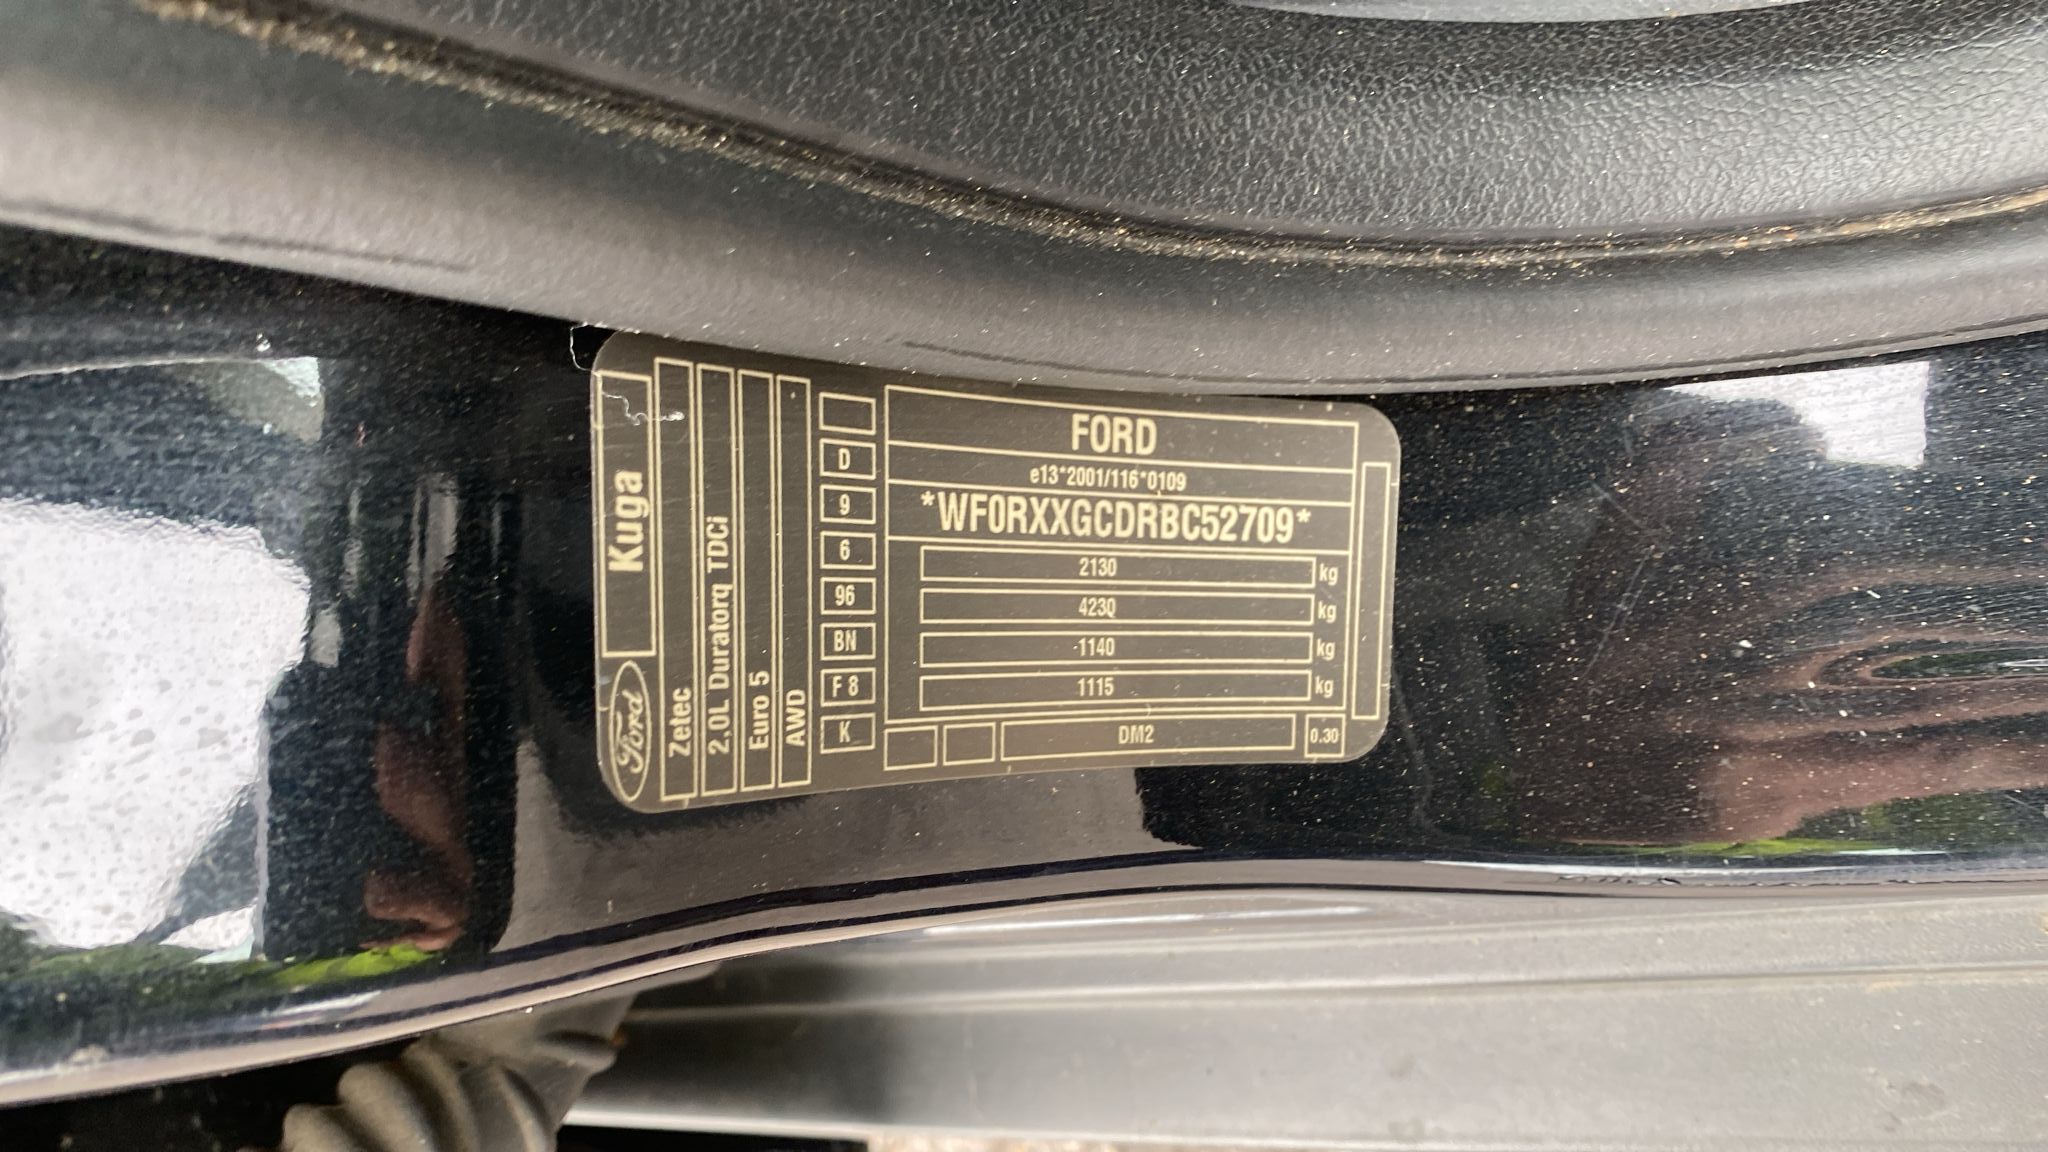 Ford Kuga
Zetec
2,0L Duratorq TDCi
Euro 5
AWD
K F 8 BN 96 6 9 D
FORD
e13*2001/116*0109
*WF0RXXGCDRBC52709*
2130 kg
4230 kg
1140 kg
1115 kg
DM2 0.30